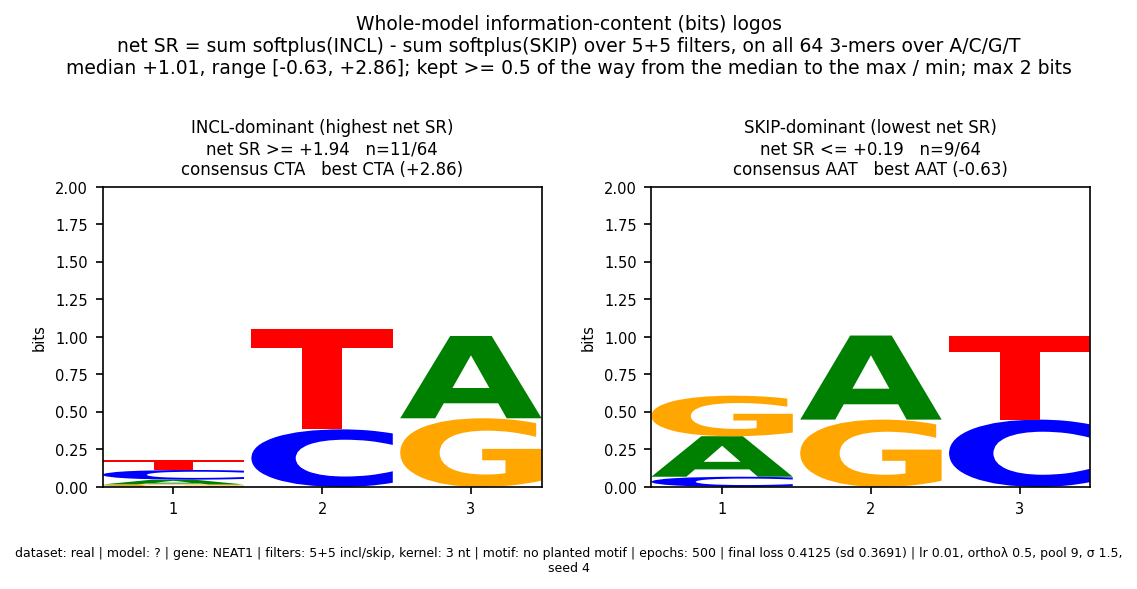 Whole-model information-content (bits) logos
net SR = sum softplus(INCL) - sum softplus(SKIP) over 5+5 filters, on all 64 3-mers over A/C/G/T
median +1.01, range [-0.63, +2.86]; kept >= 0.5 of the way from the median to the max / min; max 2 bits
INCL-dominant (highest net SR)
net SR >= +1.94   n=11/64
consensus CTA   best CTA (+2.86)
2.00
1.75
1.50
1.25
1.00
0.75
0.50
0.25
0.00
bits
T
C
A
T
C
A
G
1
2
3
SKIP-dominant (lowest net SR)
net SR <= +0.19   n=9/64
consensus AAT   best AAT (-0.63)
2.00
1.75
1.50
1.25
1.00
0.75
0.50
0.25
0.00
bits
G
A
C
A
G
T
C
1
2
3
dataset: real | model: ? | gene: NEAT1 | filters: 5+5 incl/skip, kernel: 3 nt | motif: no planted motif | epochs: 500 | final loss 0.4125 (sd 0.3691) | lr 0.01, orthoλ 0.5, pool 9, σ 1.5,
seed 4